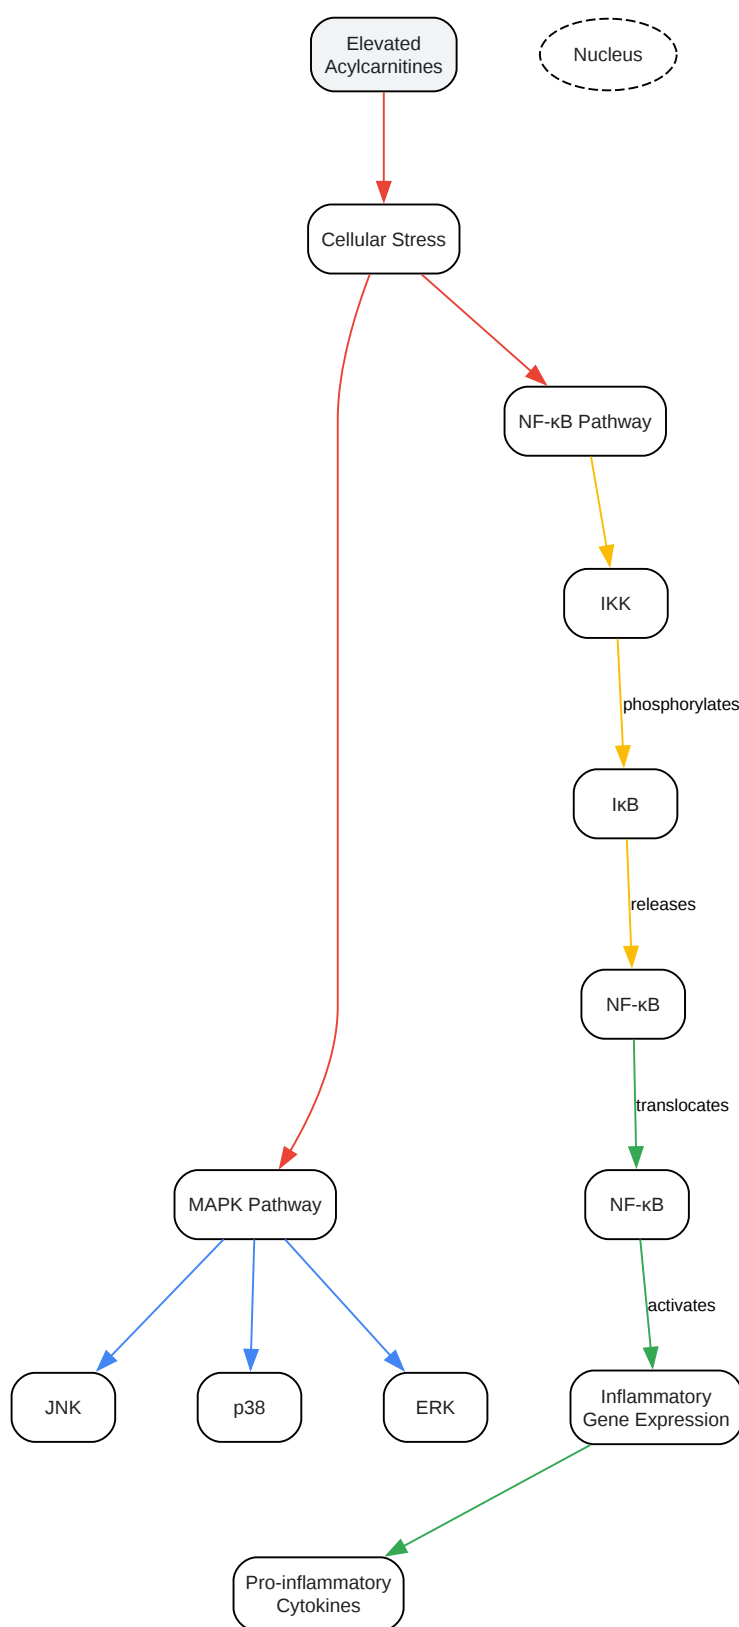 Elevated
Acylcarnitines
Nucleus
Cellular Stress
NF-κB Pathway
IKK
phosphorylates
IκB
releases
NF-κB
translocates
MAPK Pathway
NF-κB
activates
JNK
p38
ERK
Inflammatory
Gene Expression
Pro-inflammatory
Cytokines